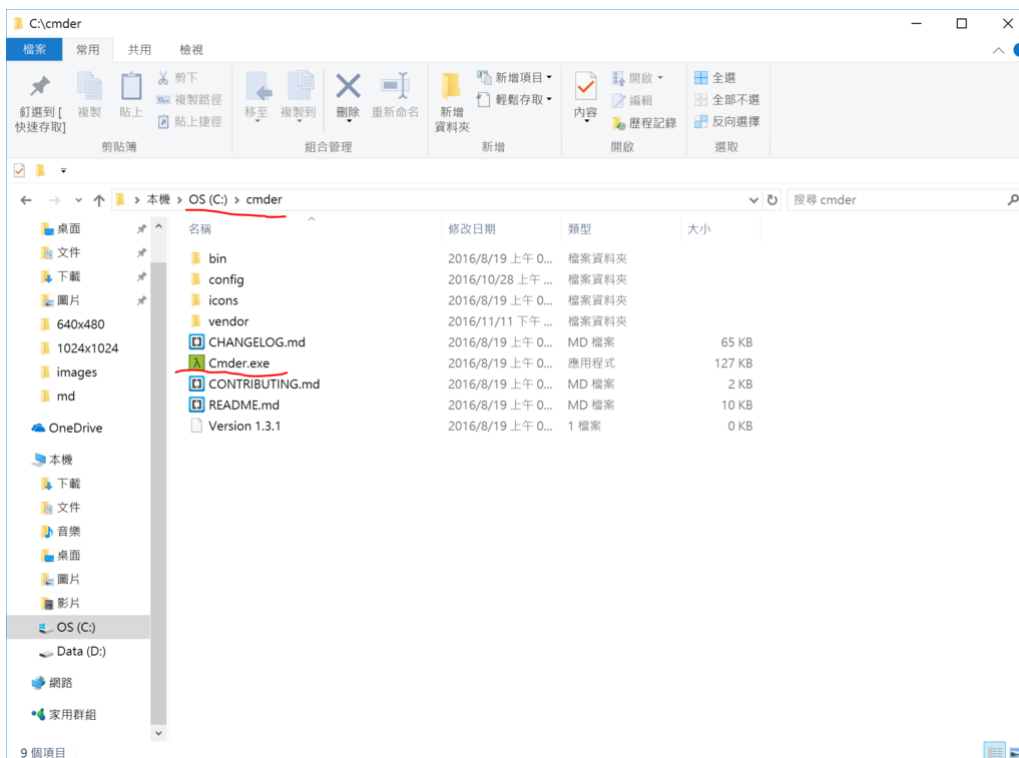 C:\cmder
檔案 常用 共用 檢視
釘選到 [快速存取] 複製 貼上 剪下 複製路徑 貼上捷徑 移至 複製到 刪除 重新命名 新增資料夾 新增項目 輕鬆存取 內容 開啟 編輯 歷程記錄 全選 全部不選 反向選擇
剪貼簿 組合管理 新增 開啟 選取
本機 OS (C:) cmder 搜尋 cmder
名稱 修改日期 類型 大小
bin 2016/8/19 上午 0... 檔案資料夾
config 2016/10/28 上午 ... 檔案資料夾
icons 2016/8/19 上午 0... 檔案資料夾
vendor 2016/11/11 下午 ... 檔案資料夾
CHANGELOG.md 2016/8/19 上午 0... MD 檔案 65 KB
Cmder.exe 2016/8/19 上午 0... 應用程式 127 KB
CONTRIBUTING.md 2016/8/19 上午 0... MD 檔案 2 KB
README.md 2016/8/19 上午 0... MD 檔案 10 KB
Version 1.3.1 2016/8/19 上午 0... 1 檔案 0 KB
桌面
文件
下載
圖片
640x480
1024x1024
images
md
OneDrive
本機
下載
文件
音樂
桌面
圖片
影片
OS (C:)
Data (D:)
網路
家用群組
9 個項目